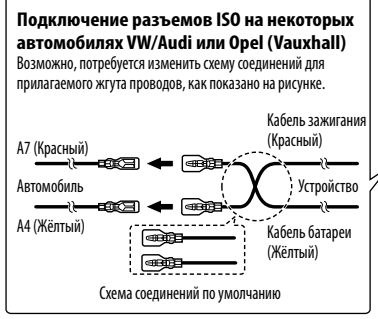 Подключение разъемов ISO на некоторых
автомобилях VW/Audi или Opel (Vauxhall)
Возможно, потребуется изменить схему соединений для
прилагаемого жгута проводов, как показано на рисунке.
Кабель зажигания
(Красный)
A7 (Красный)
Автомобиль
Устройство
A4 (Жёлтый)
Кабель батареи
(Жёлтый)
Схема соединений по умолчанию